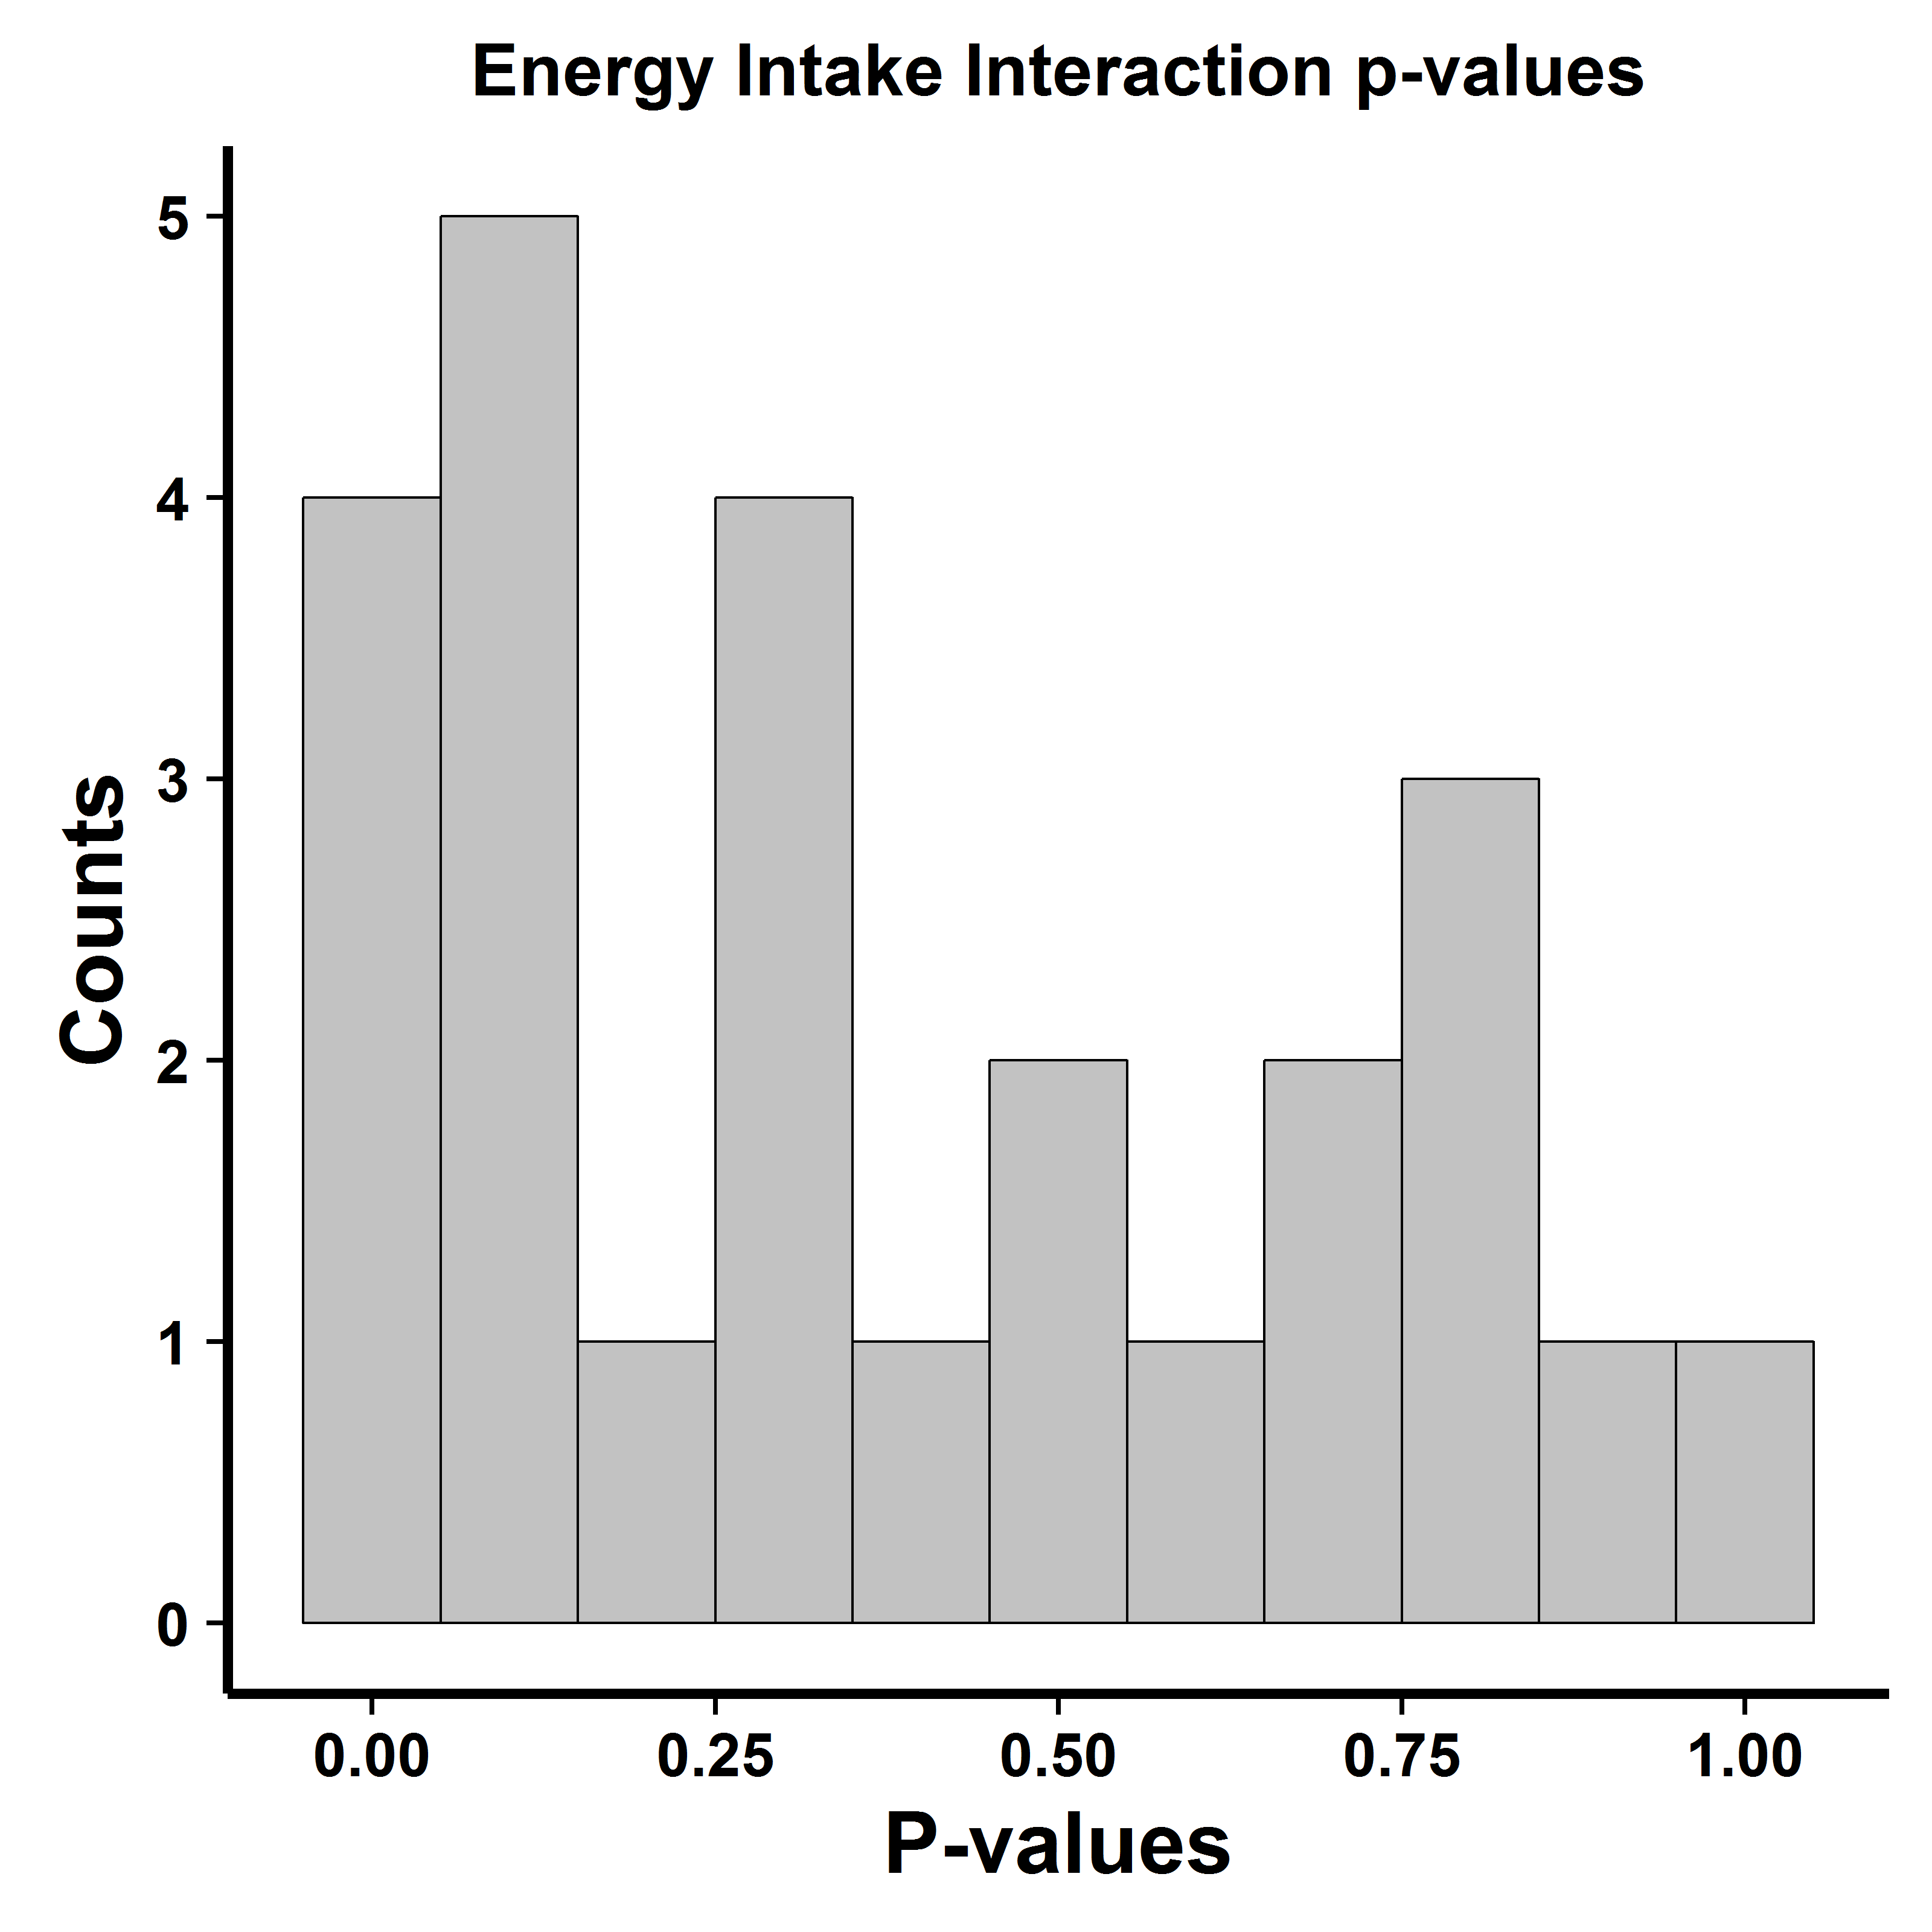 Energy Intake Interaction p-values
5
4
3
2
1
0
Counts
0.00 0.25 0.50 0.75 1.00
P-values